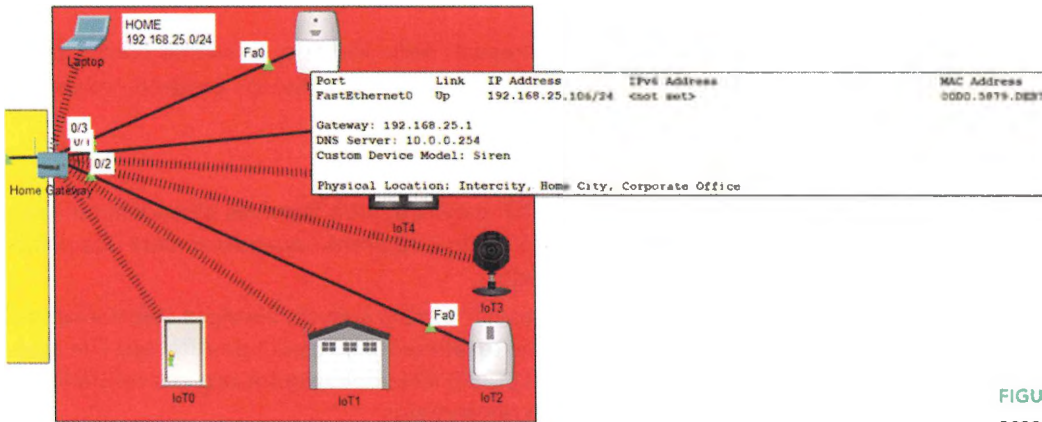 HOME
192.168.25.0/24
Laptop
Fa0
Port Link IP Address IPv6 Address MAC Address
FastEthernet0 Up 192.168.25.106/24 <not set>
Gateway: 192.168.25.1
DNS Server: 10.0.0.254
Custom Device Model: Siren
Physical Location: Intercity, Home City, Corporate Office
0/3
0/1
0/2
Home Gateway
IoT4
IoT3
Fa0
IoT0
IoT1
IoT2
FIGU